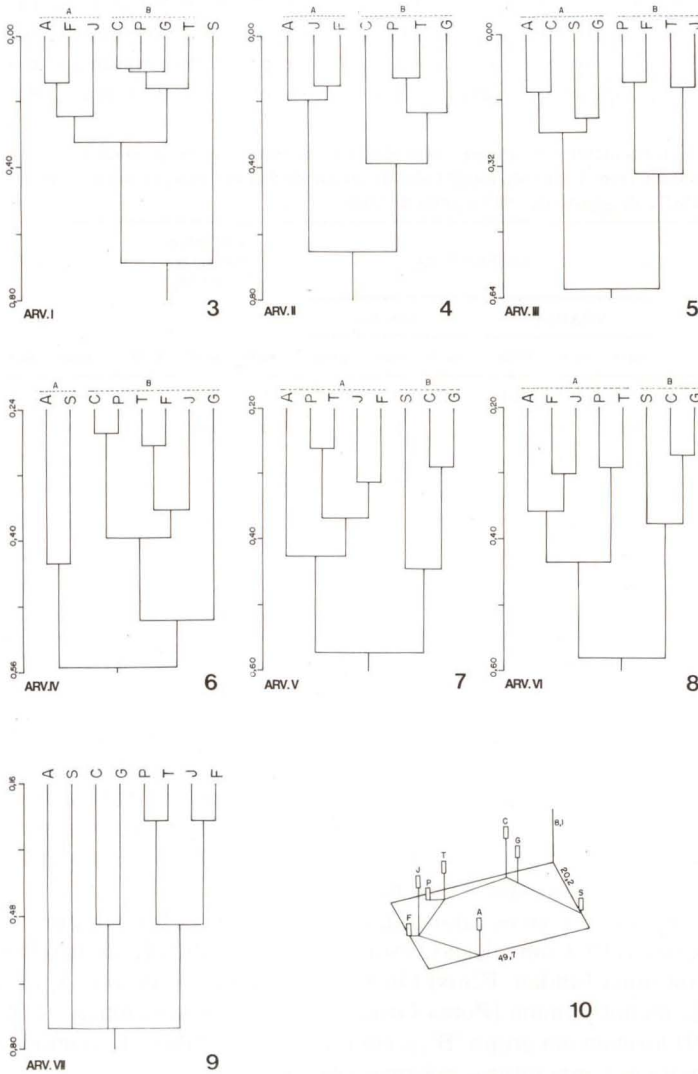 A B
A F J C P G T S
0,00
0,40
0,80
ARV. I 3
A B
A J F C P T G
0,00
0,40
0,80
ARV. II 4
A B
A C S G P F T J
0,00
0,32
0,64
ARV. III 5
A B
A S C P T F J G
0,24
0,40
0,56
ARV. IV 6
A B
A P T J F S C G
0,20
0,40
0,60
ARV. V 7
A B
A F J P T S C G
0,20
0,40
0,60
ARV. VI 8
A S C G P T J F
0,16
0,48
0,80
ARV. VII 9
8,1
C
G
T
20,2
J
P
S
A
F
49,7
10